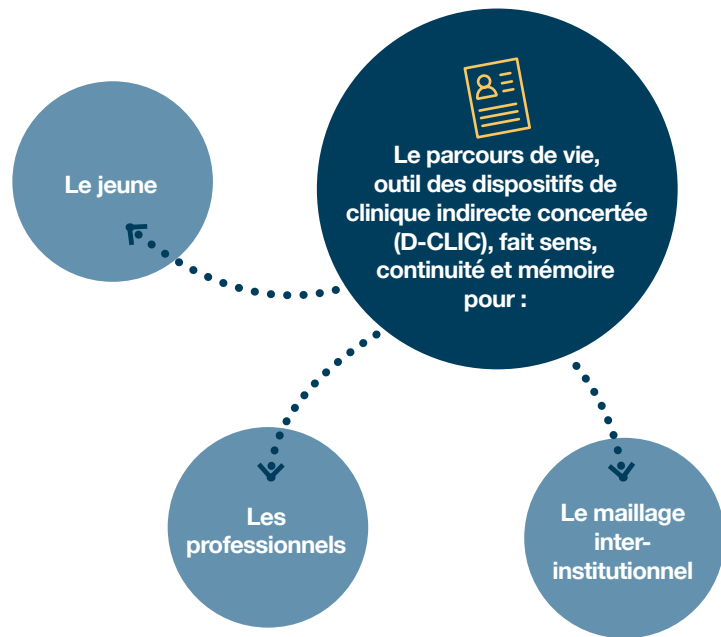 Le parcours de vie,
outil des dispositifs de
clinique indirecte concertée
(D-CLIC), fait sens,
continuité et mémoire
pour :
Le jeune
Les
professionnels
Le maillage
inter-
institutionnel